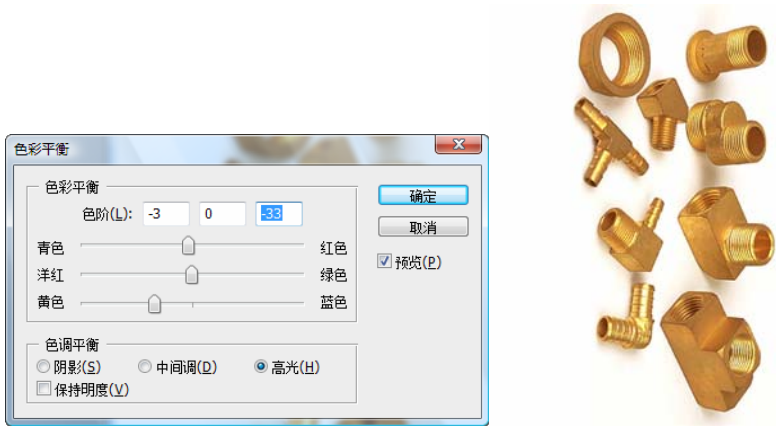 色彩平衡
色彩平衡
色阶(L): -3 0 -33
青色 红色
洋红 绿色
黄色 蓝色
确定
取消
预览(P)
色调平衡
阴影(S) 中间调(D) 高光(H)
保持明度(V)